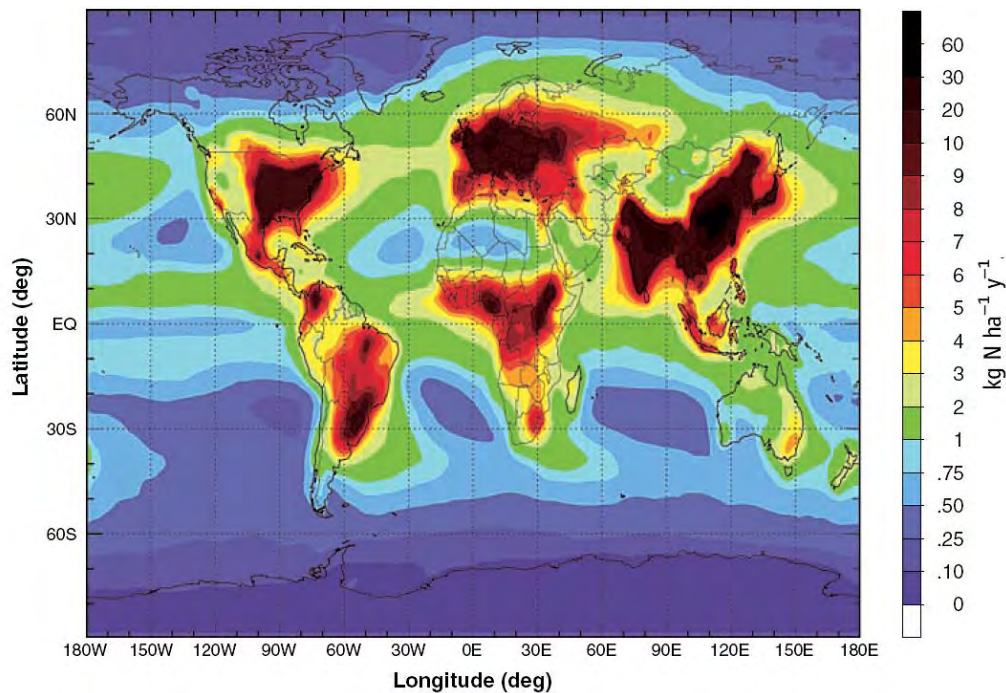 60N
30N
EQ
30S
60S
Latitude (deg)
180W 150W 120W 90W 60W 30W 0E 30E 60E 90E 120E 150E 180E
Longitude (deg)
60
30
20
10
9
8
7
6
5
4
3
2
1
.75
.50
.25
.10
0
kg N ha⁻¹ y⁻¹